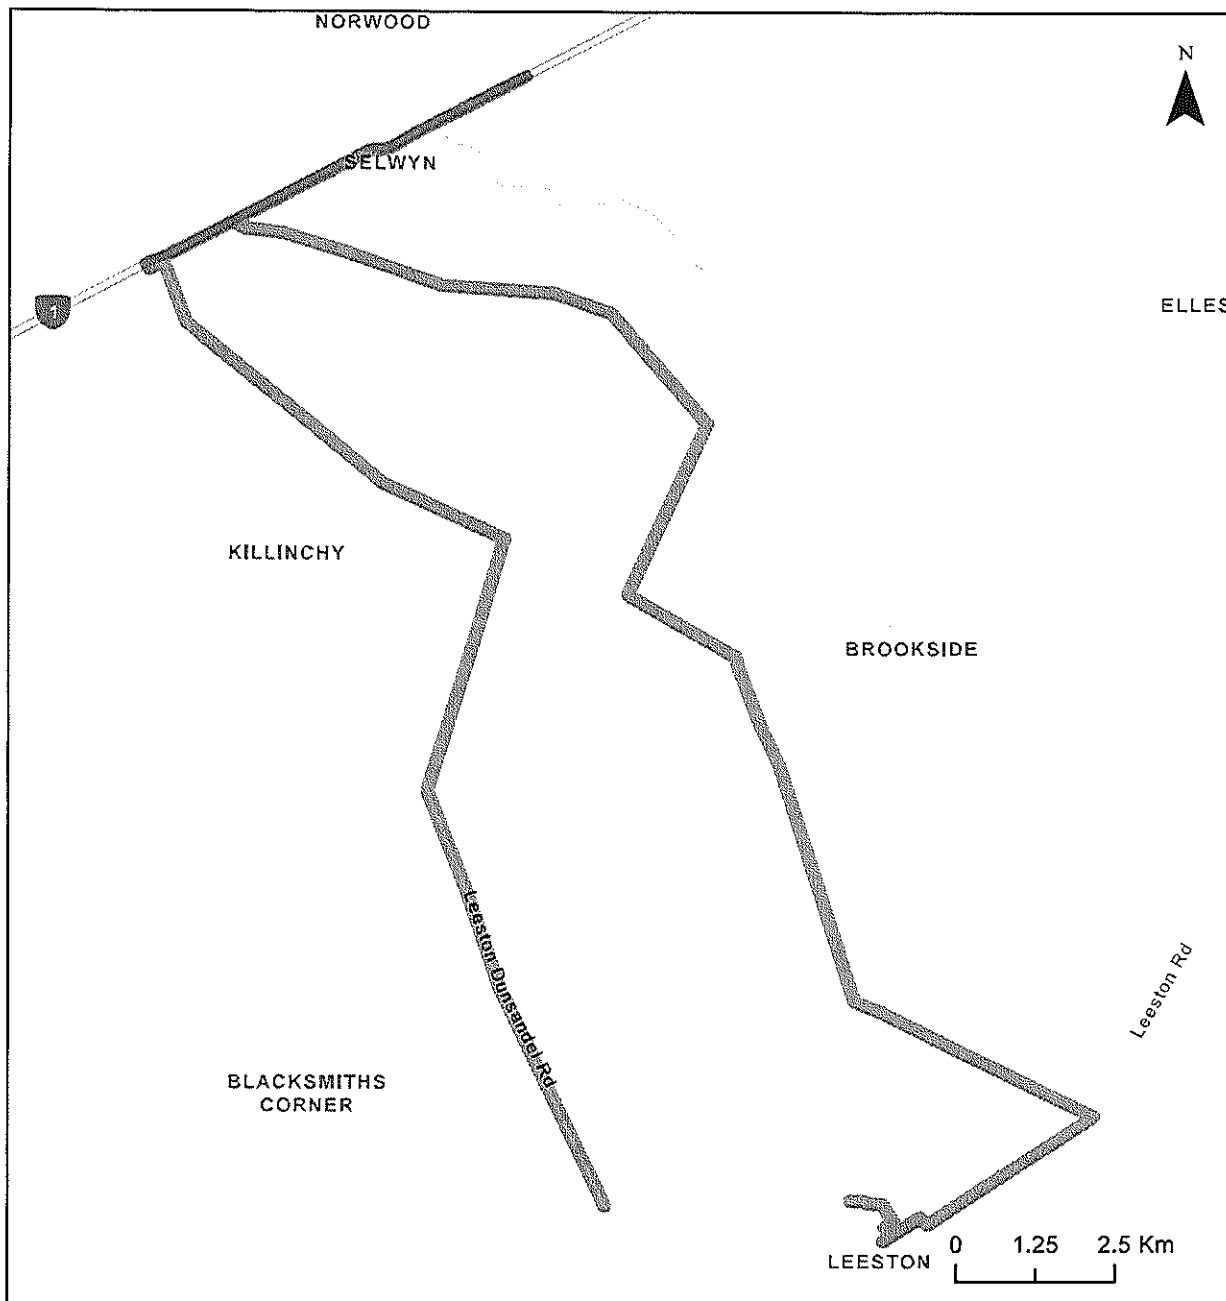 NORWOOD
N
SELWYN
1
ELLES
KILLINCHY
BROOKSIDE
Leeston Dunsandel Rd
Leeston Rd
BLACKSMITHS
CORNER
LEESTON
0 1.25 2.5 Km